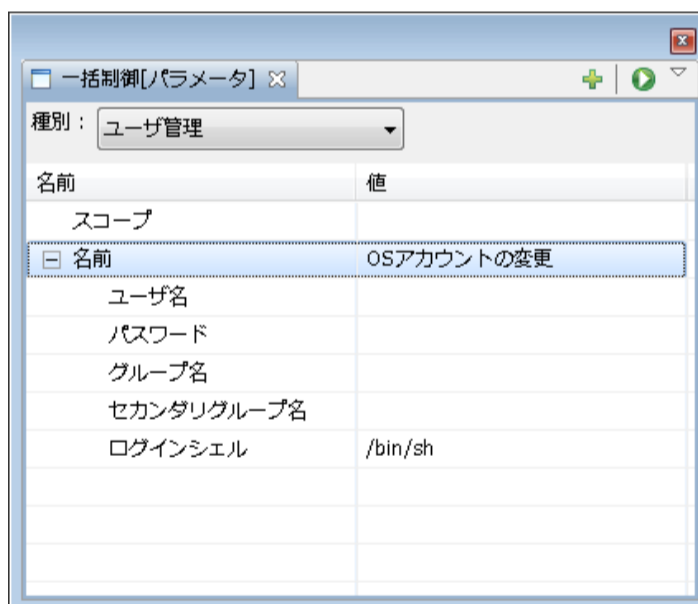 一括制御[パラメータ]
種別：
ユーザ管理
名前 値
スコープ
名前 OSアカウントの変更
ユーザ名
パスワード
グループ名
セカンダリグループ名
ログインシェル /bin/sh